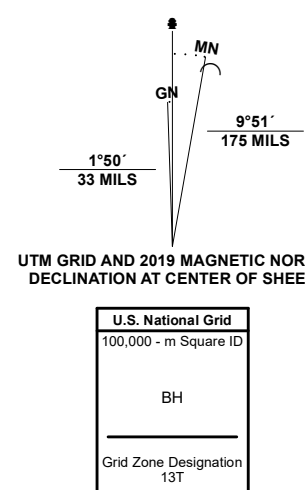 MN
GN
9°51´
175 MILS
1°50´
33 MILS
UTM GRID AND 2019 MAGNETIC NOR
DECLINATION AT CENTER OF SHEE
U.S. National Grid
100,000 - m Square ID
BH
Grid Zone Designation
13T